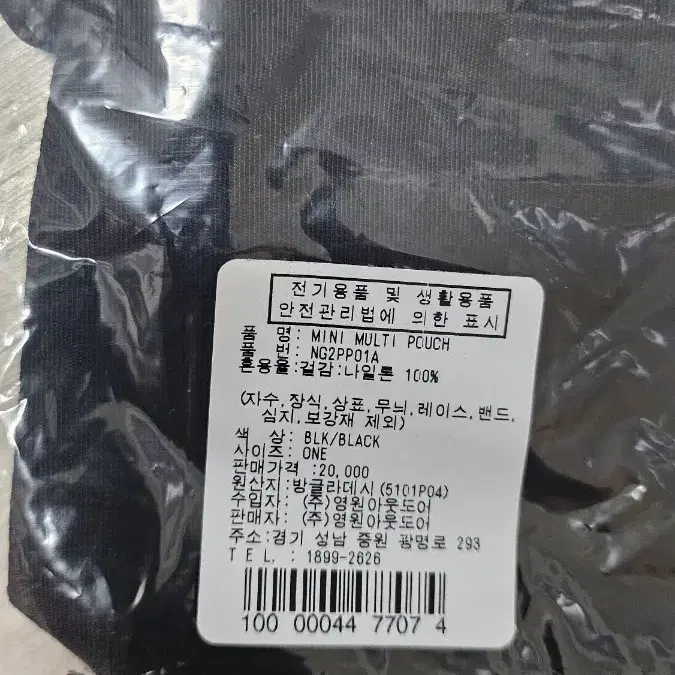 전기용품 및 생활용품
안전관리법에 의한 표시
품 명: MINI MULTI POUCH
품 번: NG2PP01A
혼용율:겉감:나일론 100%
(자수,장식,상표,무늬,레이스,밴드,
심지,보강재 제외)
색 상: BLK/BLACK
사이즈: ONE
판매가격 :20,000
원산지:방글라데시(5101P04)
수입자: (주)영원아웃도어
판매자: (주)영원아웃도어
주소:경기 성남 중원 광명로 293
T E L. : 1899-2626
100 00044 7707 4